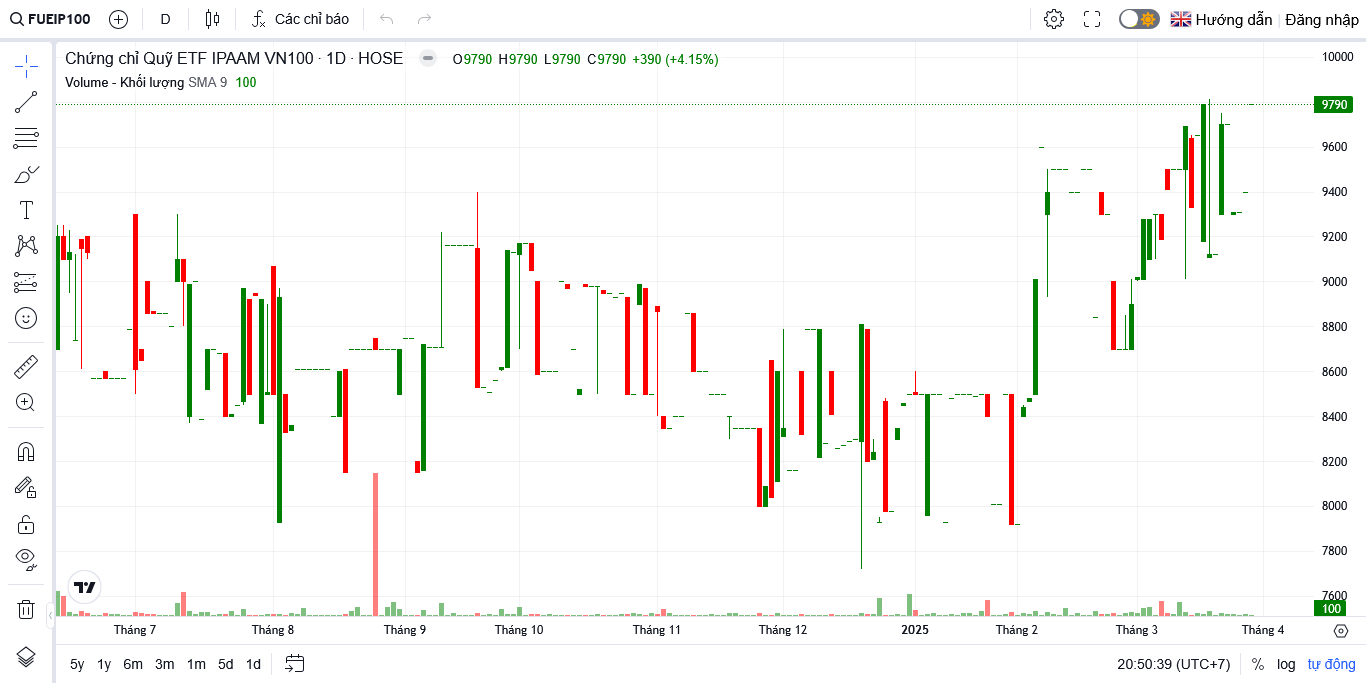 FUEIP100 D Các chỉ báo Hướng dẫn Đăng nhập
Chứng chỉ Quỹ ETF IPAAM VN100 · 1D · HOSE O9790 H9790 L9790 C9790 +390 (+4.15%)
Volume - Khối lượng SMA 9 100
10000
9790
9600
9400
9200
9000
8800
8600
8400
8200
8000
7800
7600
100
Tháng 7 Tháng 8 Tháng 9 Tháng 10 Tháng 11 Tháng 12 2025 Tháng 2 Tháng 3 Tháng 4
5y 1y 6m 3m 1m 5d 1d 20:50:39 (UTC+7) % log tự động